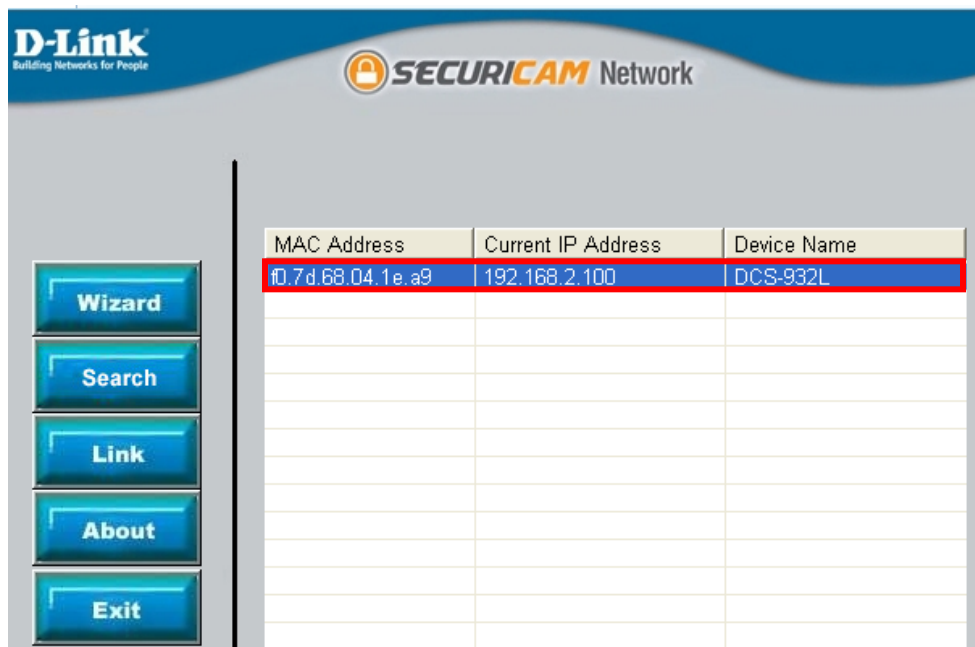 D-Link
Building Networks for People
SECURICAM Network
MAC Address Current IP Address Device Name
f0.7d.68.04.1e.a9 192.168.2.100 DCS-932L
Wizard
Search
Link
About
Exit